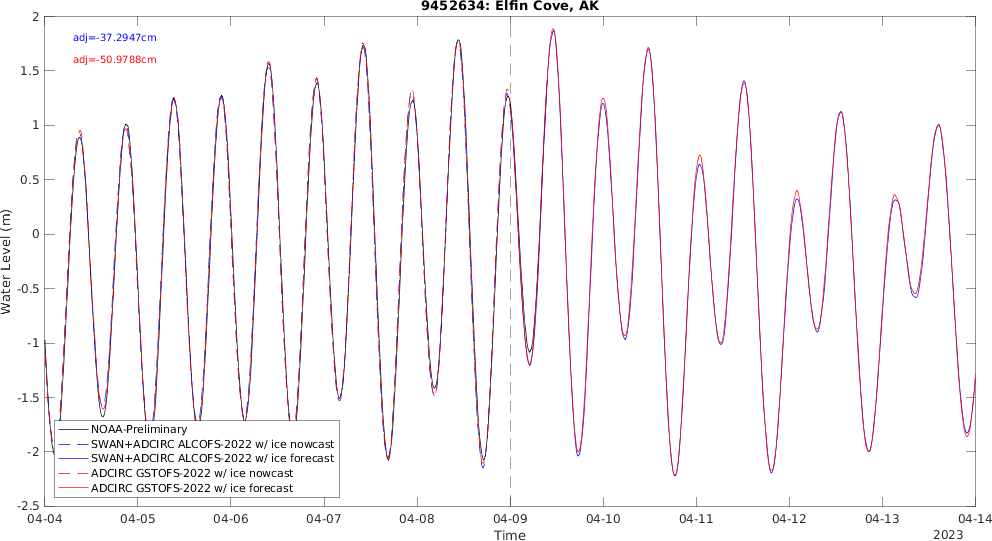 9452634: Elfin Cove, AK
adj=-37.2947cm
adj=-50.9788cm
Water Level (m)
2
1.5
1
0.5
0
-0.5
-1
-1.5
-2
-2.5
NOAA-Preliminary
SWAN+ADCIRC ALCOFS-2022 w/ ice nowcast
SWAN+ADCIRC ALCOFS-2022 w/ ice forecast
ADCIRC GSTOFS-2022 w/ ice nowcast
ADCIRC GSTOFS-2022 w/ ice forecast
04-04 04-05 04-06 04-07 04-08 04-09 04-10 04-11 04-12 04-13 04-14
Time
2023